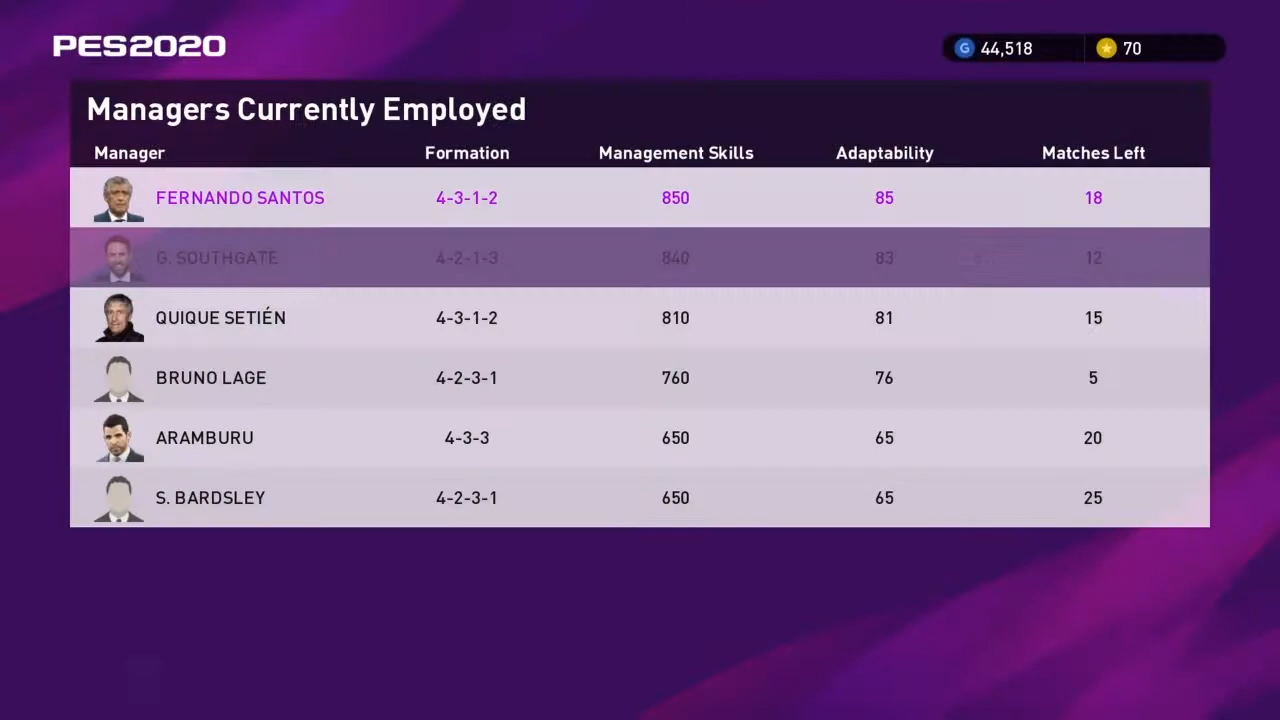 PES2020
G 44,518 70
Managers Currently Employed
Manager Formation Management Skills Adaptability Matches Left
FERNANDO SANTOS 4-3-1-2 850 85 18
G. SOUTHGATE 4-2-1-3 840 83 12
QUIQUE SETIÉN 4-3-1-2 810 81 15
BRUNO LAGE 4-2-3-1 760 76 5
ARAMBURU 4-3-3 650 65 20
S. BARDSLEY 4-2-3-1 650 65 25